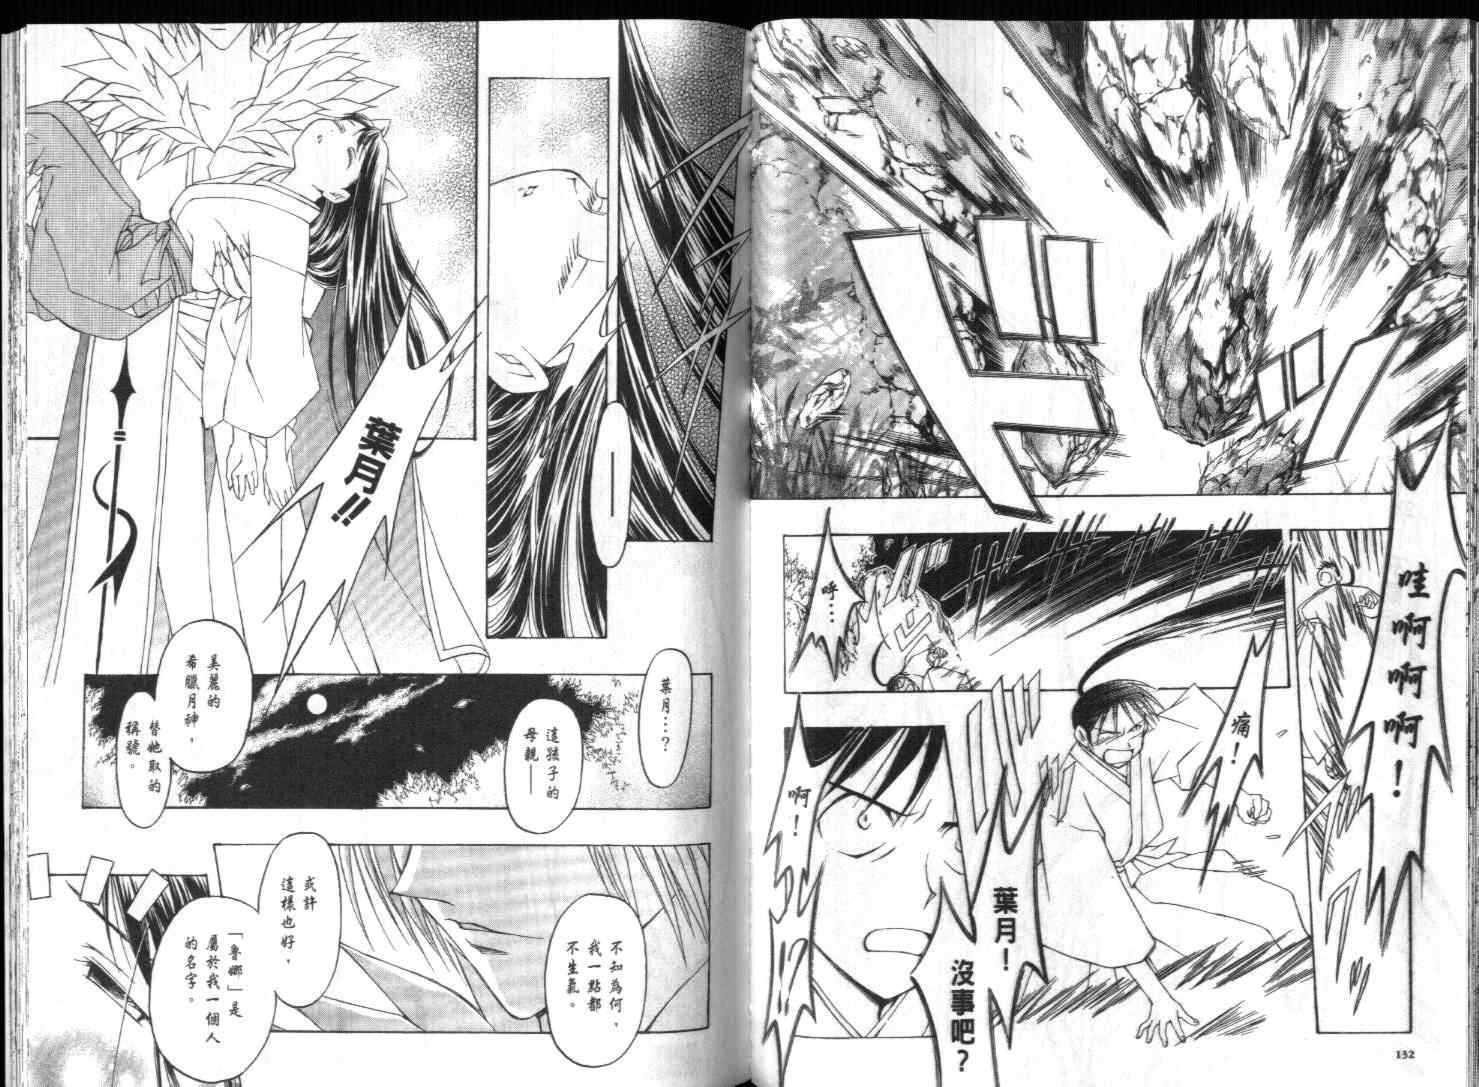 哇啊啊啊！
痛！
呼…
葉月！
沒事吧？
啊！
132
葉月!!
葉月…？
這孩子的
母親——
美麗的
希臘月神，
替她取的
稱號。
不知為何，
我一點都
不生氣。
或許
這樣也好，
「魯娜」是
屬於我一個人
的名字。